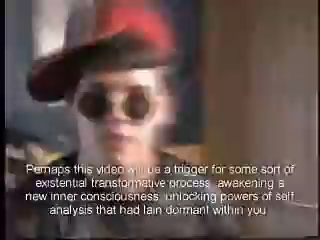 Perhaps this video will be a trigger for some sort of
existential transformative process, awakening a
new inner consciousness, unlocking powers of self
analysis that had lain dormant within you